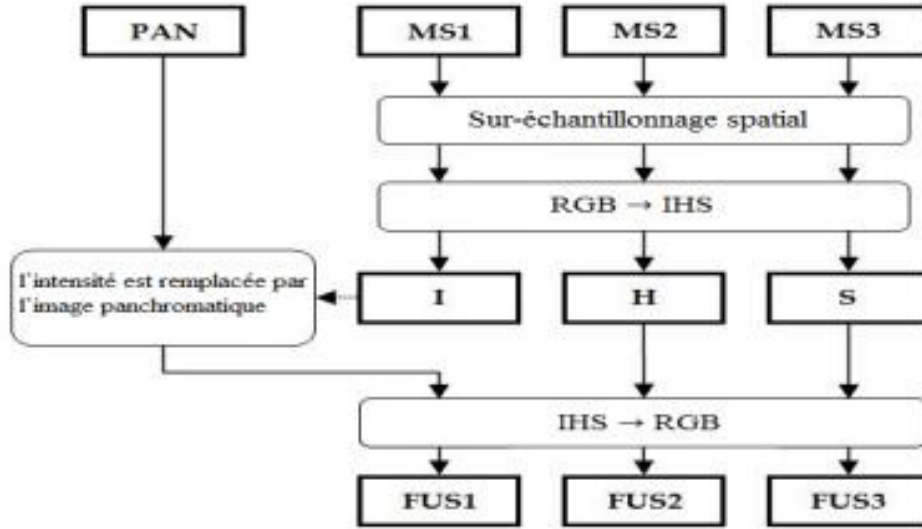 PAN
MS1
MS2
MS3
Sur-échantillonnage spatial
RGB → IHS
l'intensité est remplacée par
l'image panchromatique
I
H
S
IHS → RGB
FUS1
FUS2
FUS3